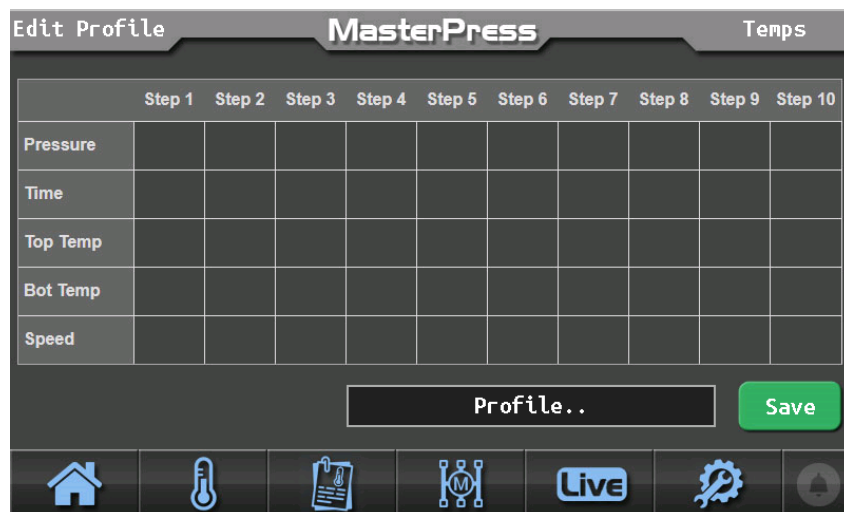 Edit Profile MasterPress Temps
Step 1 Step 2 Step 3 Step 4 Step 5 Step 6 Step 7 Step 8 Step 9 Step 10
Pressure
Time
Top Temp
Bot Temp
Speed
Profile.. Save
M Live